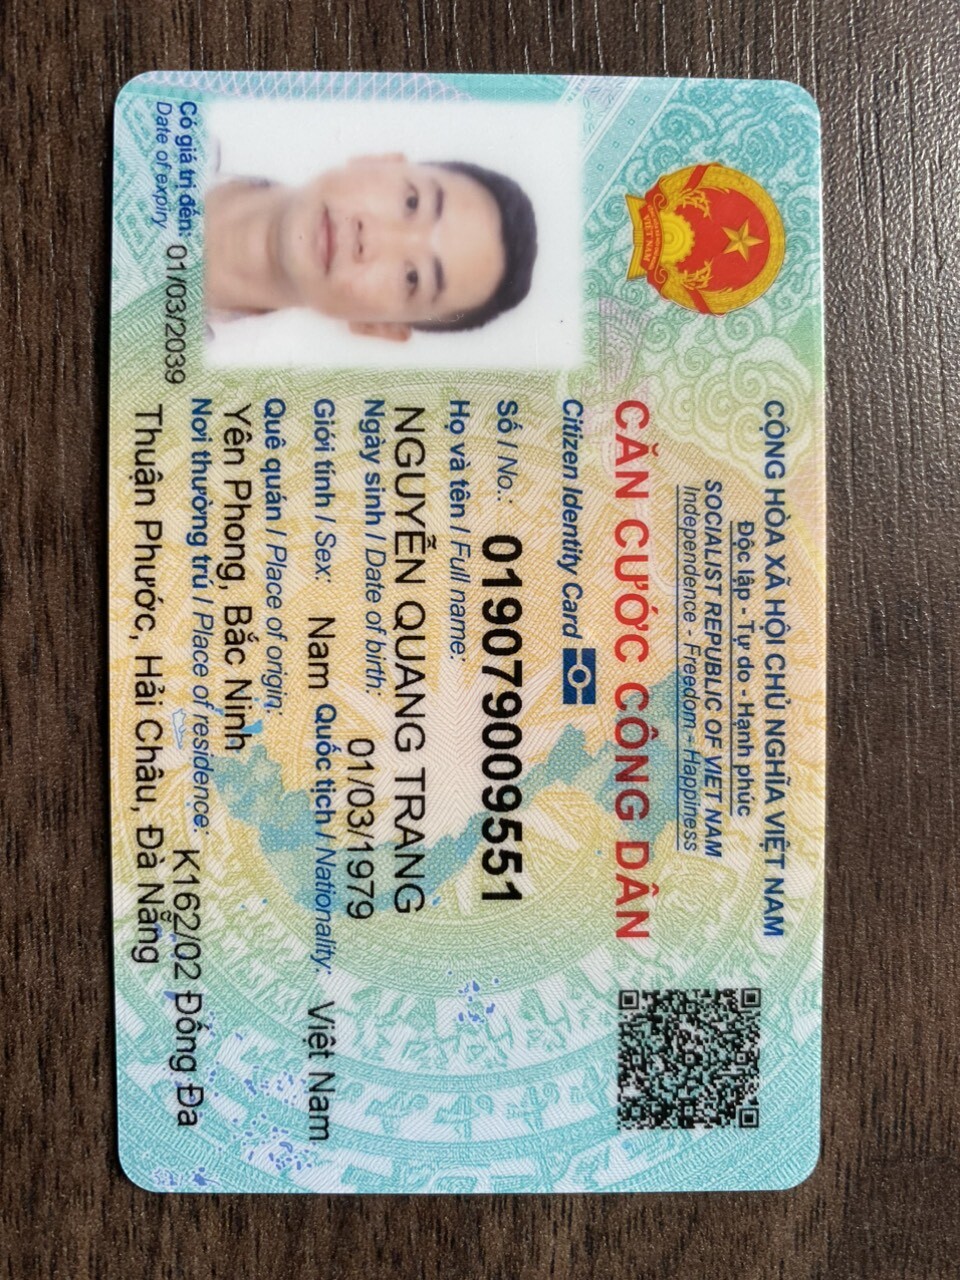 CỘNG HÒA XÃ HỘI CHỦ NGHĨA VIỆT NAM
Độc lập - Tự do - Hạnh phúc
SOCIALIST REPUBLIC OF VIET NAM
Independence - Freedom - Happiness
CĂN CƯỚC CÔNG DÂN
Citizen Identity Card
Số / No.: 019079009551
Họ và tên / Full name:
NGUYỄN QUANG TRANG
Ngày sinh / Date of birth: 01/03/1979
Giới tính / Sex: Nam Quốc tịch / Nationality: Việt Nam
Quê quán / Place of origin:
Yên Phong, Bắc Ninh
Nơi thường trú / Place of residence: K162/02 Đống Đa
Thuận Phước, Hải Châu, Đà Nẵng
Có giá trị đến: 01/03/2039
Date of expiry
VIỆT NAM